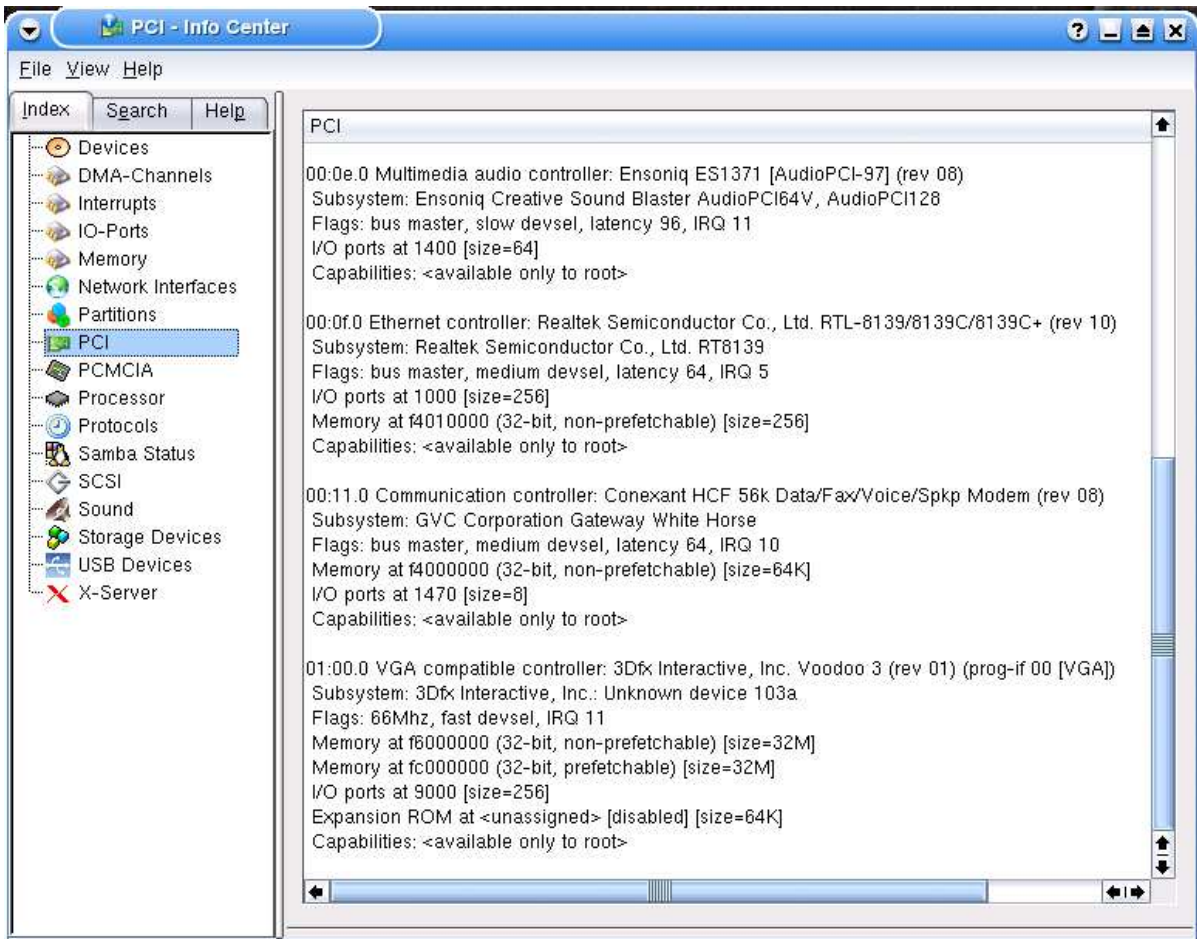 PCI - Info Center
File View Help
Index Search Help
Devices
DMA-Channels
Interrupts
IO-Ports
Memory
Network Interfaces
Partitions
PCI
PCMCIA
Processor
Protocols
Samba Status
SCSI
Sound
Storage Devices
USB Devices
X-Server
PCI
00:0e.0 Multimedia audio controller: Ensoniq ES1371 [AudioPCI-97] (rev 08)
Subsystem: Ensoniq Creative Sound Blaster AudioPCI64V, AudioPCI128
Flags: bus master, slow devsel, latency 96, IRQ 11
I/O ports at 1400 [size=64]
Capabilities: <available only to root>
00:0f.0 Ethernet controller: Realtek Semiconductor Co., Ltd. RTL-8139/8139C/8139C+ (rev 10)
Subsystem: Realtek Semiconductor Co., Ltd. RT8139
Flags: bus master, medium devsel, latency 64, IRQ 5
I/O ports at 1000 [size=256]
Memory at f4010000 (32-bit, non-prefetchable) [size=256]
Capabilities: <available only to root>
00:11.0 Communication controller: Conexant HCF 56k Data/Fax/Voice/Spkp Modem (rev 08)
Subsystem: GVC Corporation Gateway White Horse
Flags: bus master, medium devsel, latency 64, IRQ 10
Memory at f4000000 (32-bit, non-prefetchable) [size=64K]
I/O ports at 1470 [size=8]
Capabilities: <available only to root>
01:00.0 VGA compatible controller: 3Dfx Interactive, Inc. Voodoo 3 (rev 01) (prog-if 00 [VGA])
Subsystem: 3Dfx Interactive, Inc.: Unknown device 103a
Flags: 66Mhz, fast devsel, IRQ 11
Memory at f6000000 (32-bit, non-prefetchable) [size=32M]
Memory at fc000000 (32-bit, prefetchable) [size=32M]
I/O ports at 9000 [size=256]
Expansion ROM at <unassigned> [disabled] [size=64K]
Capabilities: <available only to root>